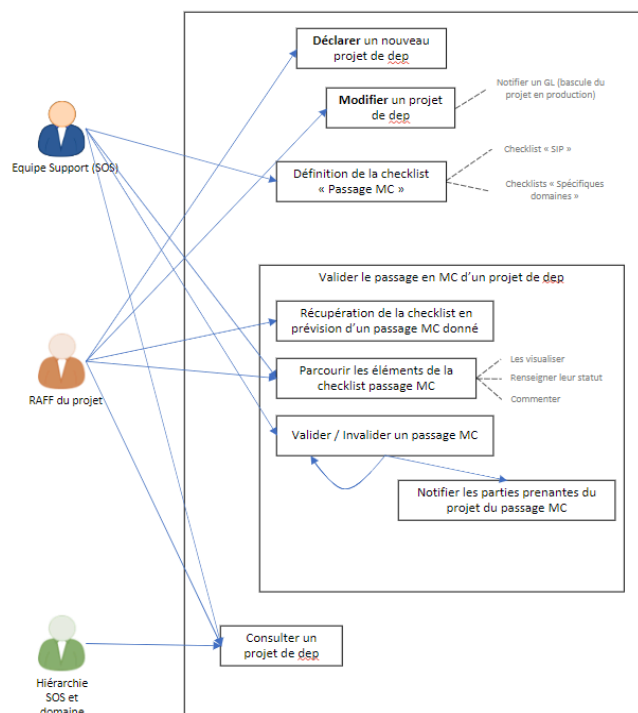 Déclarer un nouveau
projet de dep
Modifier un projet
de dep
Notifier un GL (bascule du
projet en production)
Equipe Support (SOS)
Définition de la checklist
« Passage MC »
Checklist « SIP »
Checklists « Spécifiques
domaines »
Valider le passage en MC d'un projet de dep
Récupération de la checklist en
prévision d'un passage MC donné
RAFF du projet
Parcourir les éléments de la
checklist passage MC
Les visualiser
Renseigner leur statut
Commenter
Valider / Invalider un passage MC
Notifier les parties prenantes du
projet du passage MC
Consulter un
projet de dep
Hiérarchie
SOS et
domaine